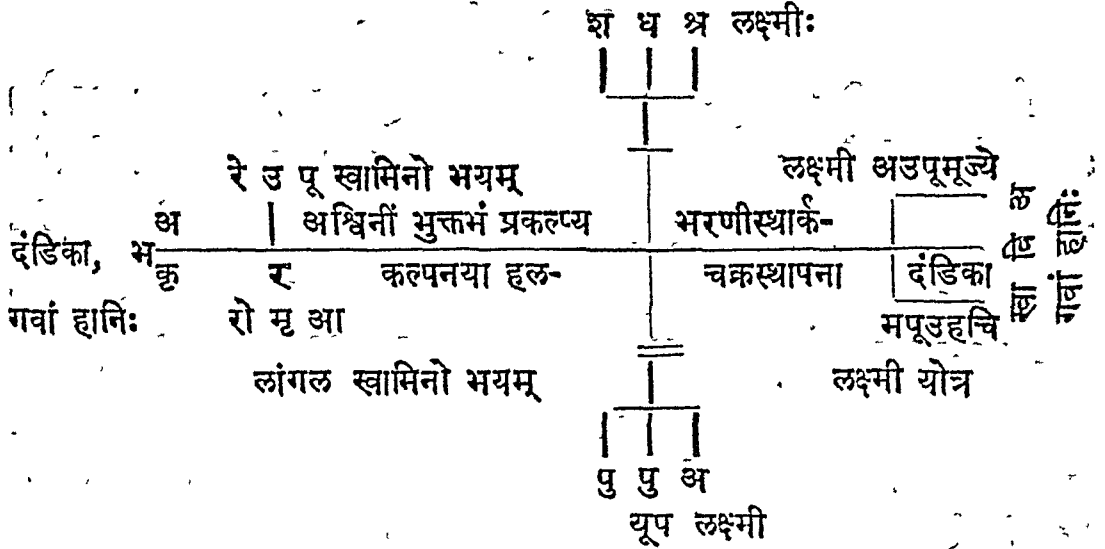 श ध श्र लक्ष्मीः
रे उ पू स्वामिनो भयम्
लक्ष्मी अउपूमूज्ये
अ
अश्विनीं भुक्तभं प्रकल्प्य
भरणीस्थार्क-
दंडिका, भ
कृ
र
कल्पनया हल-
चक्रस्थापना
दंडिका
स्वा वि ल
गवां हानिः
गवां हानिः
रो मृ आ
मपूउहचि
लांगल स्वामिनो भयम्
लक्ष्मी योत्र
पु पु अ
यूप लक्ष्मी